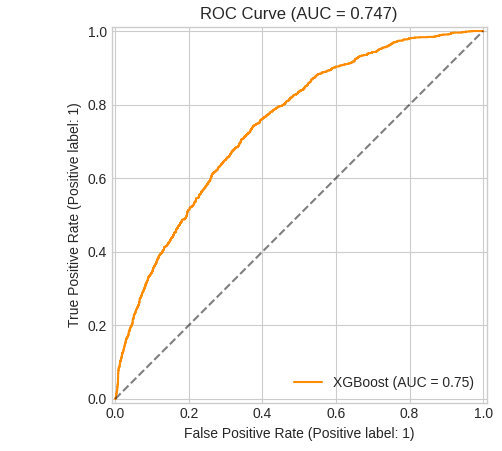 ROC Curve (AUC = 0.747)
True Positive Rate (Positive label: 1)
1.0
0.8
0.6
0.4
0.2
0.0
XGBoost (AUC = 0.75)
0.0 0.2 0.4 0.6 0.8 1.0
False Positive Rate (Positive label: 1)